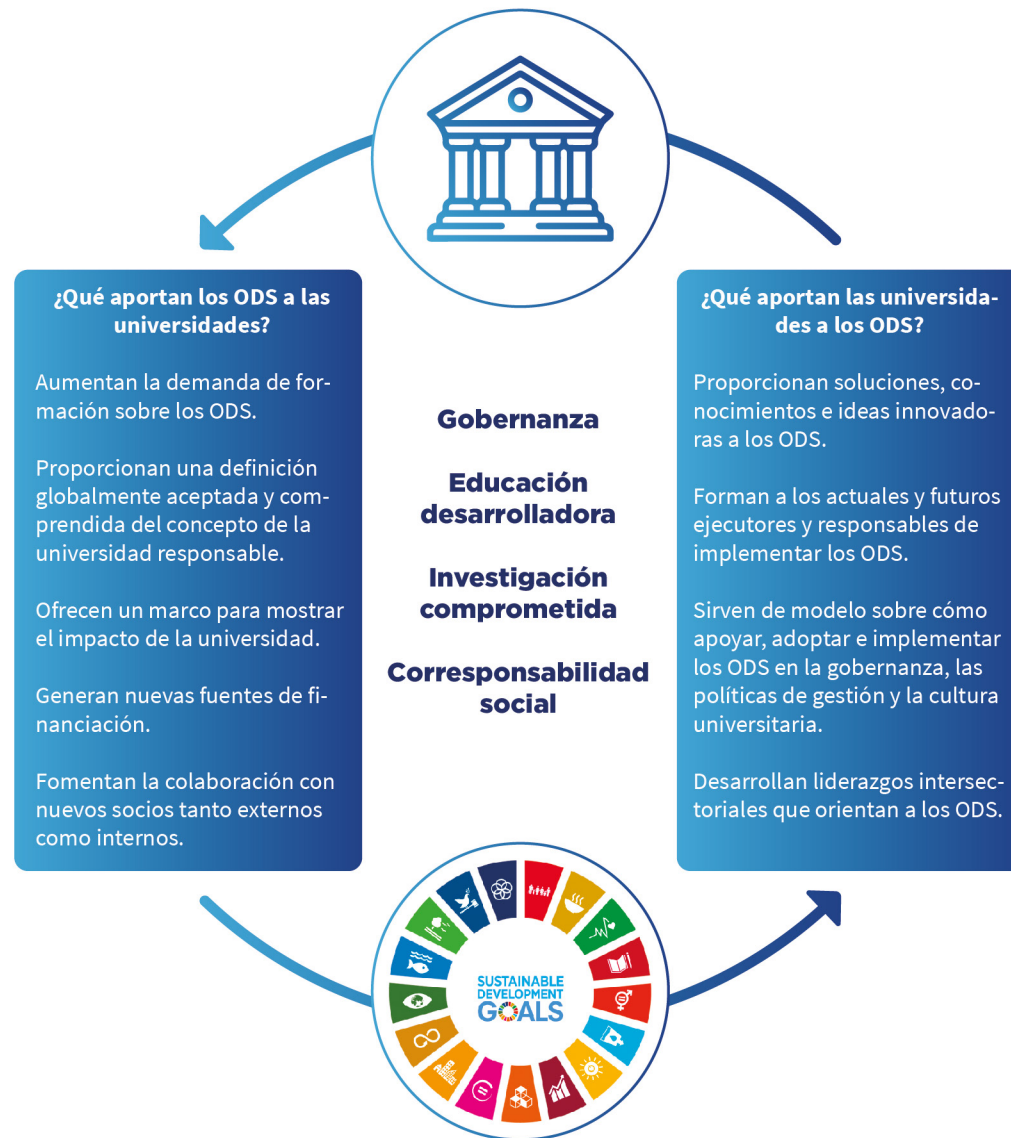 ¿Qué aportan los ODS a las
universidades?
Aumentan la demanda de for-
mación sobre los ODS.
Proporcionan una definición
globalmente aceptada y com-
prendida del concepto de la
universidad responsable.
Ofrecen un marco para mostrar
el impacto de la universidad.
Generan nuevas fuentes de fi-
nanciación.
Fomentan la colaboración con
nuevos socios tanto externos
como internos.
Gobernanza
Educación
desarrolladora
Investigación
comprometida
Corresponsabilidad
social
¿Qué aportan las universida-
des a los ODS?
Proporcionan soluciones, co-
nocimientos e ideas innovado-
ras a los ODS.
Forman a los actuales y futuros
ejecutores y responsables de
implementar los ODS.
Sirven de modelo sobre cómo
apoyar, adoptar e implementar
los ODS en la gobernanza, las
políticas de gestión y la cultura
universitaria.
Desarrollan liderazgos intersec-
toriales que orientan a los ODS.
SUSTAINABLE
DEVELOPMENT
GOALS